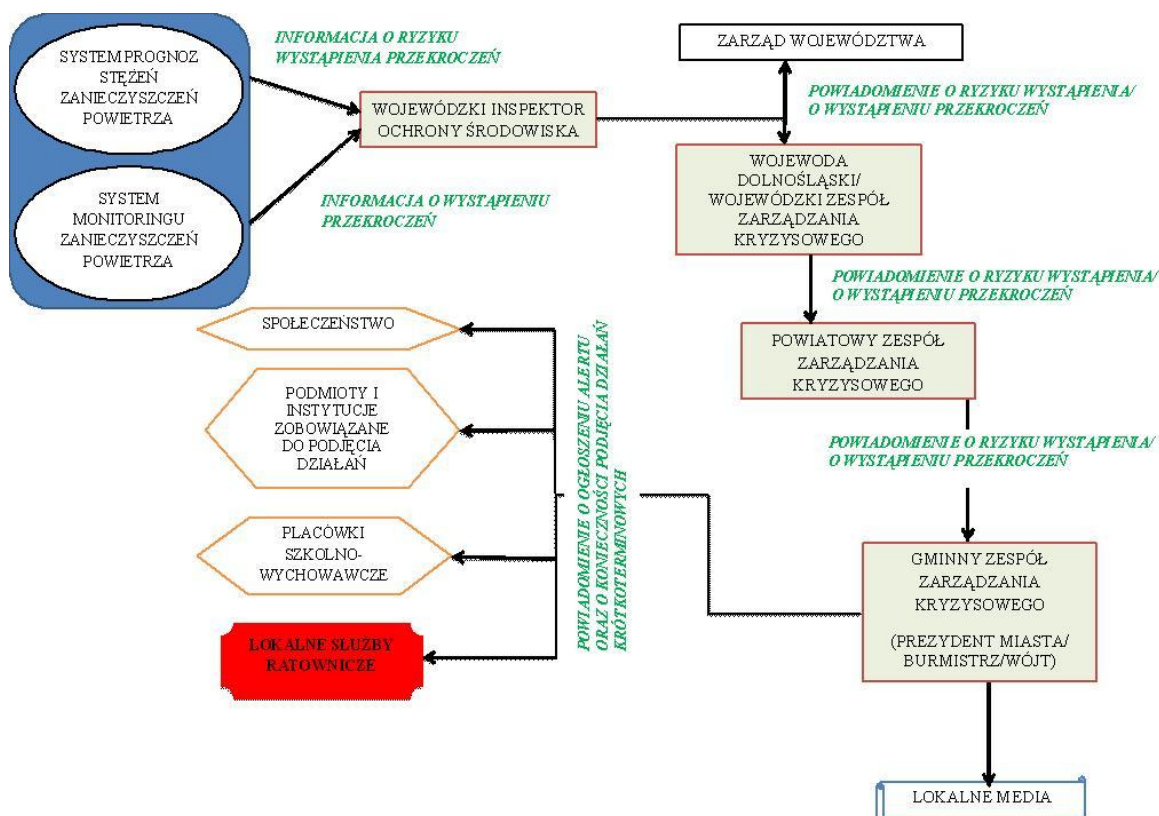 SYSTEM PROGNOZ
STĘŻEŃ
ZANIECZYSZCZEŃ
POWIETRZA
INFORMACJA O RYZYKU
WYSTĄPIENIA PRZEKROCZEŃ
WOJEWÓDZKI INSPEKTOR
OCHRONY ŚRODOWISKA
ZARZĄD WOJEWÓDZTWA
POWIADOMIENIE O RYZYKU WYSTĄPIENIA/
O WYSTĄPIENIU PRZEKROCZEŃ
SYSTEM
MONITORINGU
ZANIECZYSZCZEŃ
POWIETRZA
INFORMACJA O WYSTĄPIENIU
PRZEKROCZEŃ
WOJEWODA
DOLNOŚLĄSKI/
WOJEWÓDZKI ZESPÓŁ
ZARZĄDZANIA
KRYZYSOWEGO
POWIADOMIENIE O RYZYKU WYSTĄPIENIA/
O WYSTĄPIENIU PRZEKROCZEŃ
POWIATOWY ZESPÓŁ
ZARZĄDZANIA
KRYZYSOWEGO
POWIADOMIENIE O RYZYKU WYSTĄPIENIA/
O WYSTĄPIENIU PRZEKROCZEŃ
GMINNY ZESPÓŁ
ZARZĄDZANIA
KRYZYSOWEGO
(PREZYDENT MIASTA/
BURMISTRZ/WÓJT)
POWIADOMIENIE O OGŁOSZENIU ALERTU
ORAZ O KONIECZNOŚCI PODJĘCIA DZIAŁAŃ
KRÓTKOTERMINOWYCH
SPOŁECZEŃSTWO
PODMIOTY I
INSTYTUCJE
ZOBOWIĄZANE
DO PODJĘCIA
DZIAŁAŃ
PLACÓWKI
SZKOLNO-
WYCHOWAWCZE
LOKALNE SŁUŻBY
RATOWNICZE
LOKALNE MEDIA